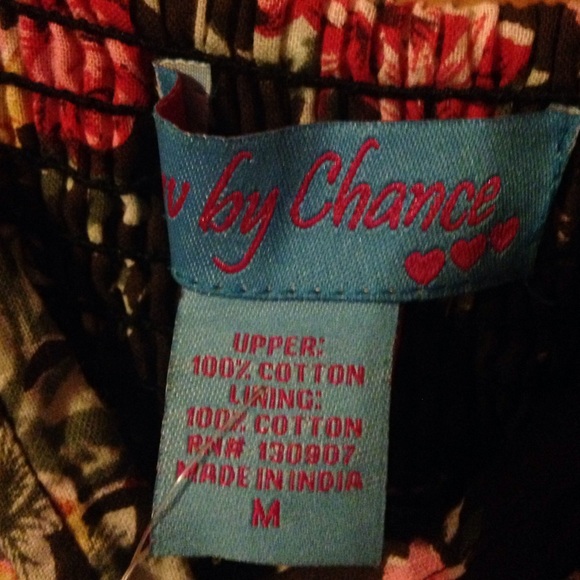 by Chance
UPPER:
100% COTTON
LINING:
100% COTTON
RN# 130907
MADE IN INDIA
M